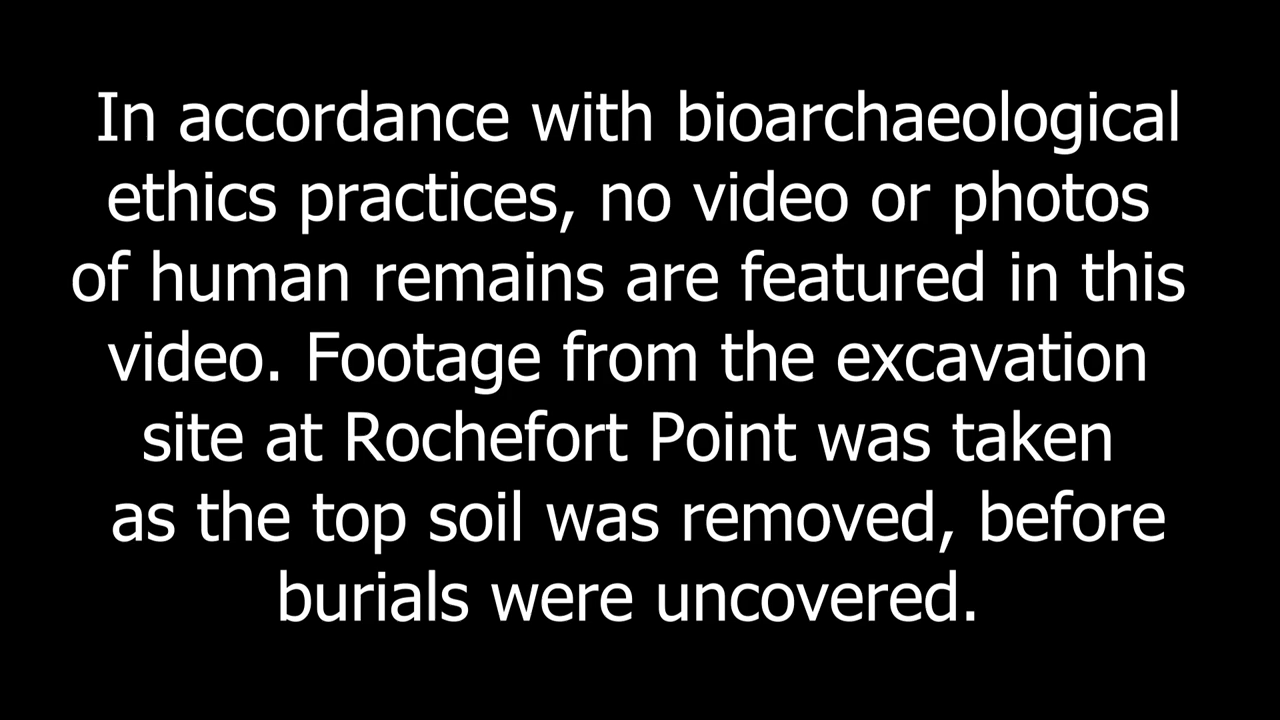 In accordance with bioarchaeological
ethics practices, no video or photos
of human remains are featured in this
video. Footage from the excavation
site at Rochefort Point was taken
as the top soil was removed, before
burials were uncovered.